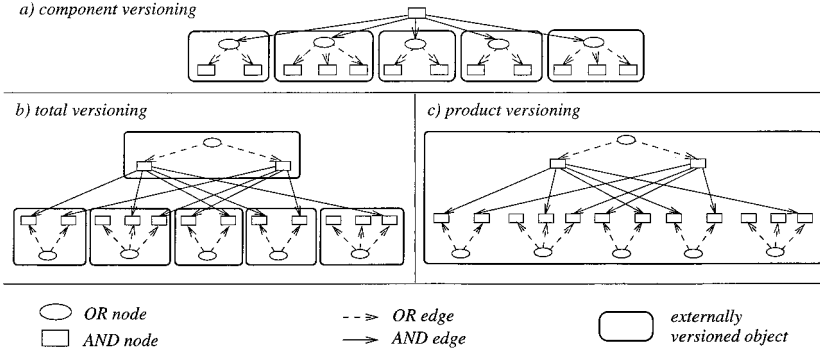 a) component versioning
b) total versioning
c) product versioning
OR node
OR edge
externally
AND node
AND edge
versioned object